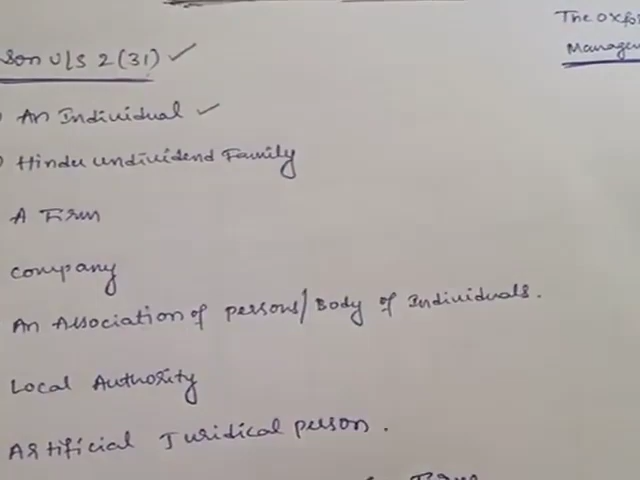 The Oxfo
son U/S 2(31)
Manageme
An Individual
Hindu undividend Family
A Firm
company
An Association of persons/Body of Individuals.
Local Authority
Artificial Juridical person.